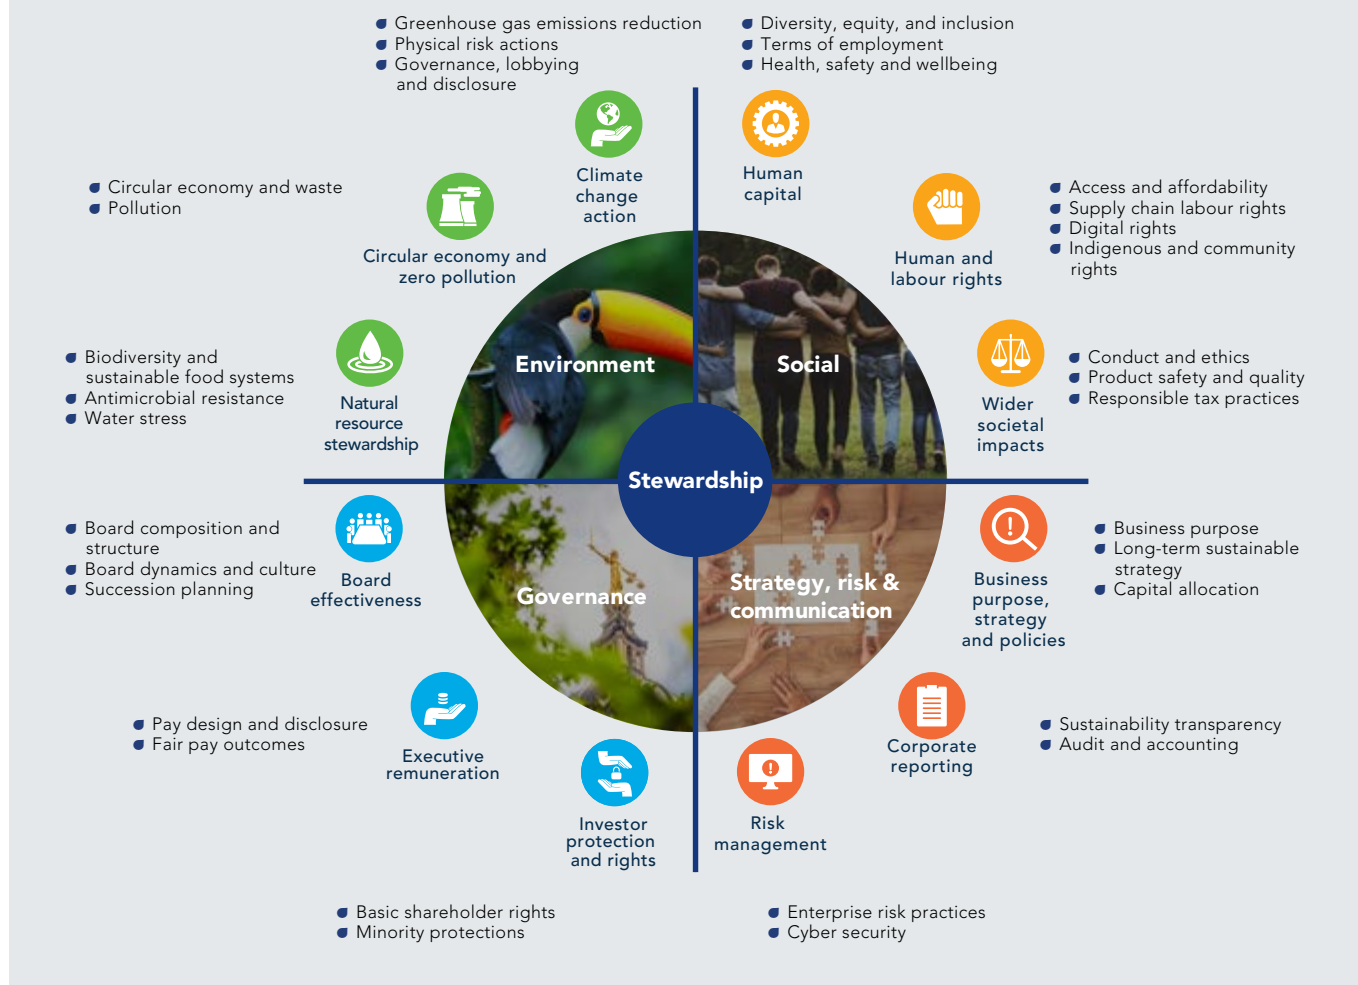 Greenhouse gas emissions reduction
Physical risk actions
Governance, lobbying
and disclosure
Climate
change
action
Circular economy and waste
Pollution
Circular economy and
zero pollution
Biodiversity and
sustainable food systems
Antimicrobial resistance
Water stress
Natural
resource
stewardship
Environment
Diversity, equity, and inclusion
Terms of employment
Health, safety and wellbeing
Human
capital
Access and affordability
Supply chain labour rights
Digital rights
Indigenous and community
rights
Human and
labour rights
Conduct and ethics
Product safety and quality
Responsible tax practices
Wider
societal
impacts
Social
Stewardship
Board composition and
structure
Board dynamics and culture
Succession planning
Board
effectiveness
Governance
Pay design and disclosure
Fair pay outcomes
Executive
remuneration
Investor
protection
and rights
Basic shareholder rights
Minority protections
Strategy, risk &
communication
Business
purpose,
strategy
and policies
Business purpose
Long-term sustainable
strategy
Capital allocation
Corporate
reporting
Sustainability transparency
Audit and accounting
Risk
management
Enterprise risk practices
Cyber security